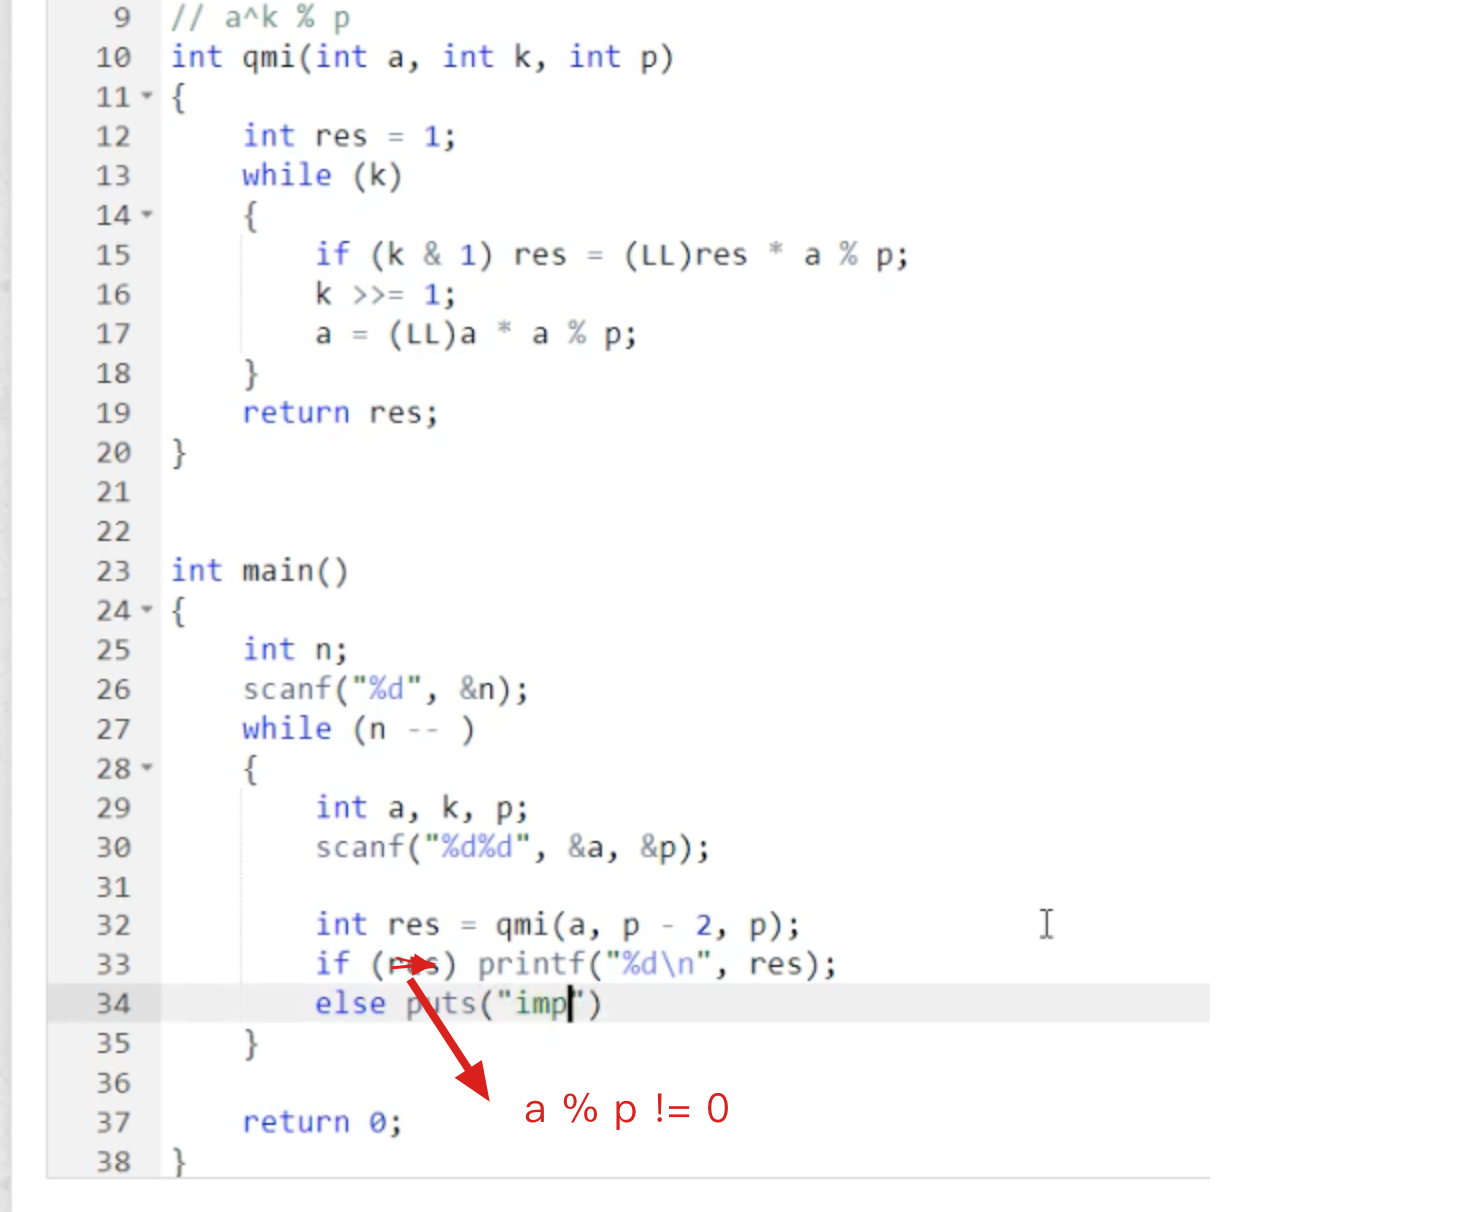 9 // a^k % p
10 int qmi(int a, int k, int p)
11 {
12 int res = 1;
13 while (k)
14 {
15 if (k & 1) res = (LL)res * a % p;
16 k >>= 1;
17 a = (LL)a * a % p;
18 }
19 return res;
20 }
21
22
23 int main()
24 {
25 int n;
26 scanf("%d", &n);
27 while (n -- )
28 {
29 int a, k, p;
30 scanf("%d%d", &a, &p);
31
32 int res = qmi(a, p - 2, p);
33 if (res) printf("%d\n", res);
34 else puts("imp")
35 }
36
a % p != 0
37 return 0;
38 }